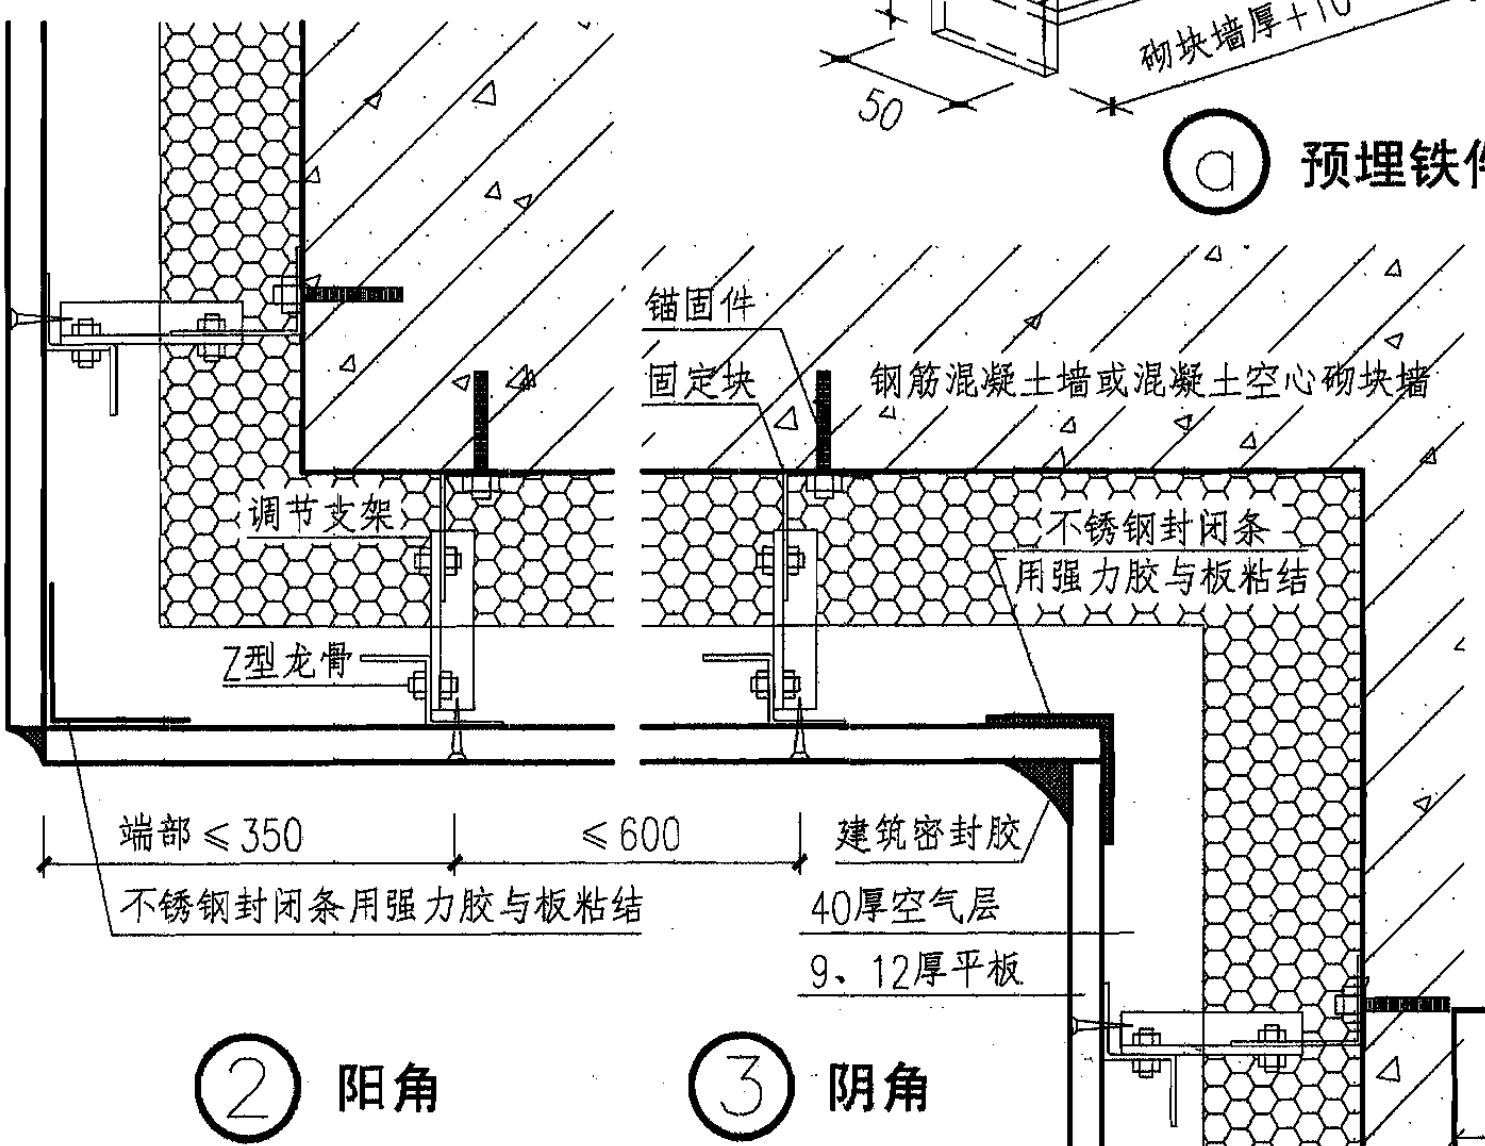 砌块墙厚+10
50
a 预埋铁件
锚固件
固定块
钢筋混凝土墙或混凝土空心砌块墙
调节支架
不锈钢封闭条
用强力胶与板粘结
Z型龙骨
端部≤350
≤600
建筑密封胶
不锈钢封闭条用强力胶与板粘结
40厚空气层
9、12厚平板
2 阳角
3 阴角